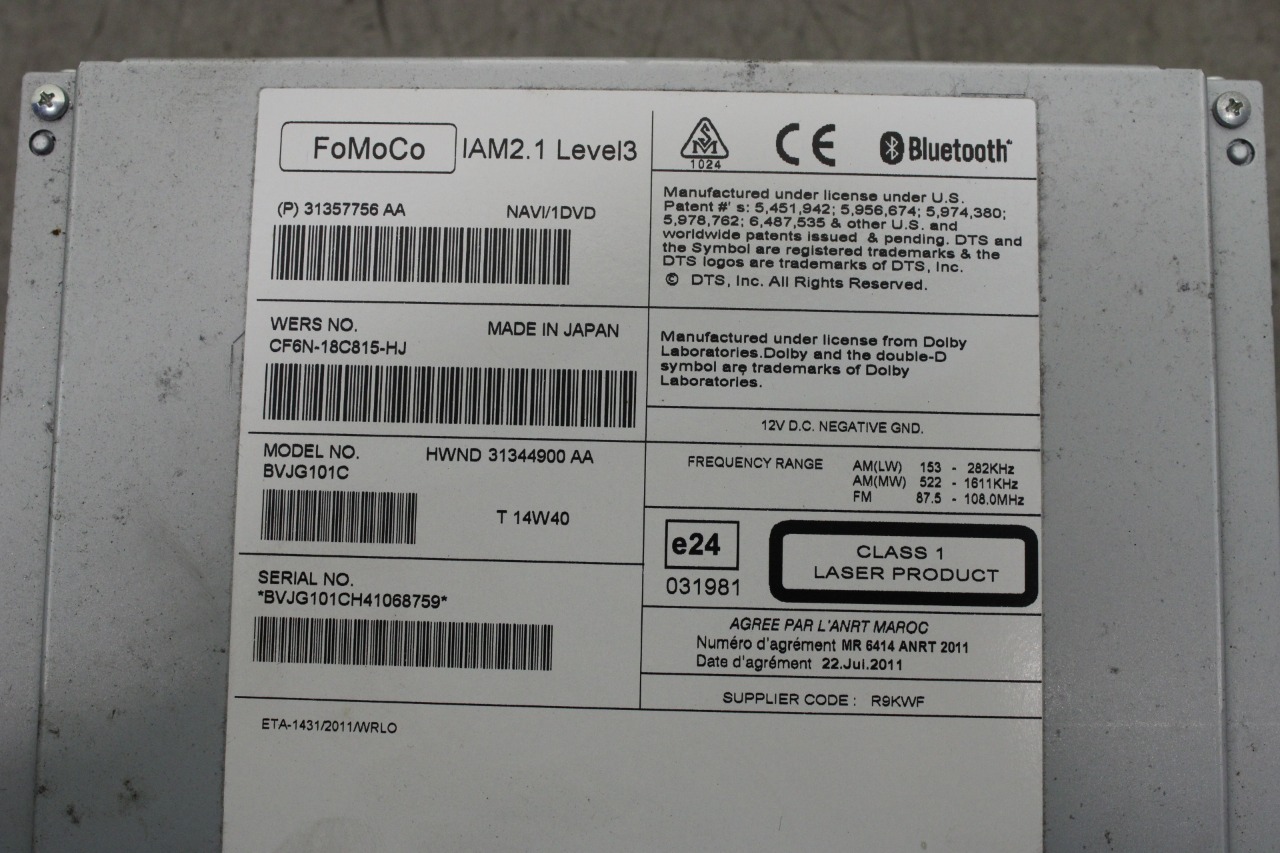 FoMoCo IAM2.1 Level3
(P) 31357756 AA NAVI/1DVD
WERS NO. MADE IN JAPAN
CF6N-18C815-HJ
MODEL NO. HWND 31344900 AA
BVJG101C
T 14W40
SERIAL NO.
*BVJG101CH41068759*
ETA-1431/2011/WRLO
SM
1024
CE
Bluetooth™
Manufactured under license under U.S.
Patent #' s: 5,451,942; 5,956,674; 5,974,380;
5,978,762; 6,487,535 & other U.S. and
worldwide patents issued & pending. DTS and
the Symbol are registered trademarks & the
DTS logos are trademarks of DTS, Inc.
© DTS, Inc. All Rights Reserved.
Manufactured under license from Dolby
Laboratories.Dolby and the double-D
symbol are trademarks of Dolby
Laboratories.
12V D.C. NEGATIVE GND.
FREQUENCY RANGE AM(LW) 153 - 282KHz
AM(MW) 522 - 1611KHz
FM 87.5 - 108.0MHz
e24
031981
CLASS 1
LASER PRODUCT
AGREE PAR L'ANRT MAROC
Numéro d'agrément MR 6414 ANRT 2011
Date d'agrément 22.Jul.2011
SUPPLIER CODE : R9KWF